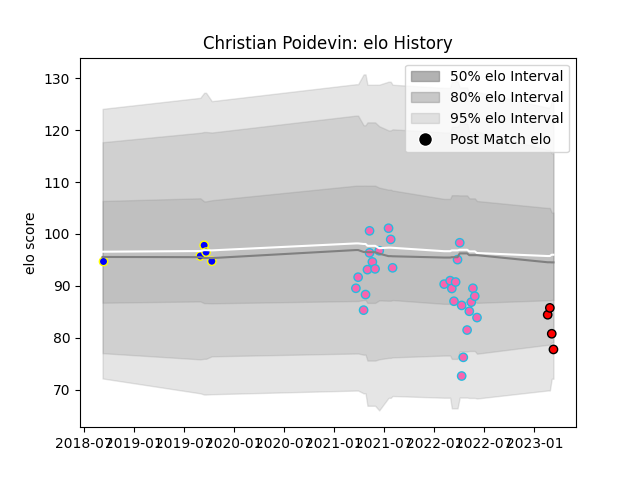 Christian Poidevin: elo History
130
120
110
100
90
80
70
elo score
50% elo Interval
80% elo Interval
95% elo Interval
Post Match elo
2018-07 2019-01 2019-07 2020-01 2020-07 2021-01 2021-07 2022-01 2022-07 2023-01